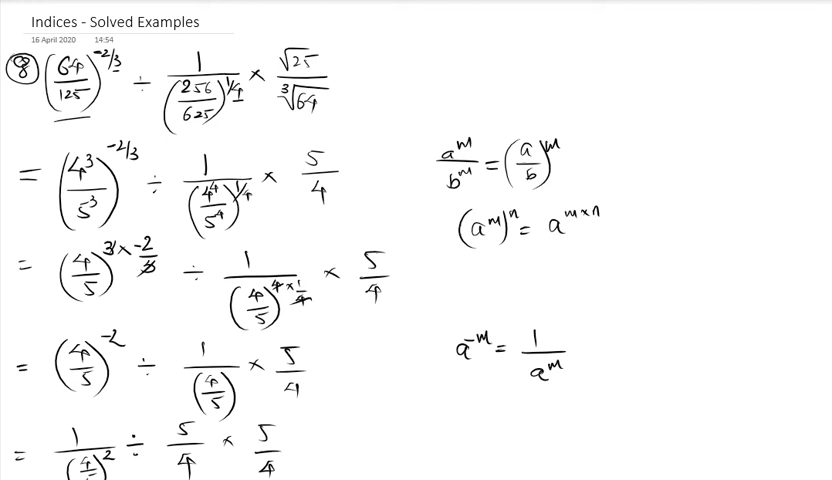 Indices - Solved Examples
16 April 2020 14:54
⑧ (64/125)^(-2/3) ÷ 1/(256/625)^(1/4) × √25/∛64
= (4³/5³)^(-2/3) ÷ 1/(4⁴/5⁴)^(1/4) × 5/4
a^m/b^m = (a/b)^m
(a^m)^n = a^(m×n)
= (4/5)^(3×-2/3) ÷ 1/(4/5)^(4×1/4) × 5/4
= (4/5)^(-2) ÷ 1/(4/5) × 5/4
a^(-m) = 1/a^m
= 1/(4/5)² ÷ 5/4 × 5/4